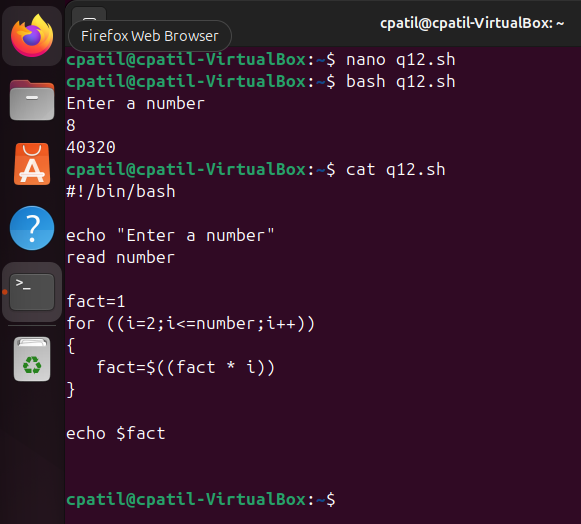 cpatil@cpatil-VirtualBox: ~
Firefox Web Browser
cpatil@cpatil-VirtualBox:~$ nano q12.sh
cpatil@cpatil-VirtualBox:~$ bash q12.sh
Enter a number
8
40320
cpatil@cpatil-VirtualBox:~$ cat q12.sh
#!/bin/bash
echo "Enter a number"
read number
fact=1
for ((i=2;i<=number;i++))
{
   fact=$((fact * i))
}
echo $fact
cpatil@cpatil-VirtualBox:~$